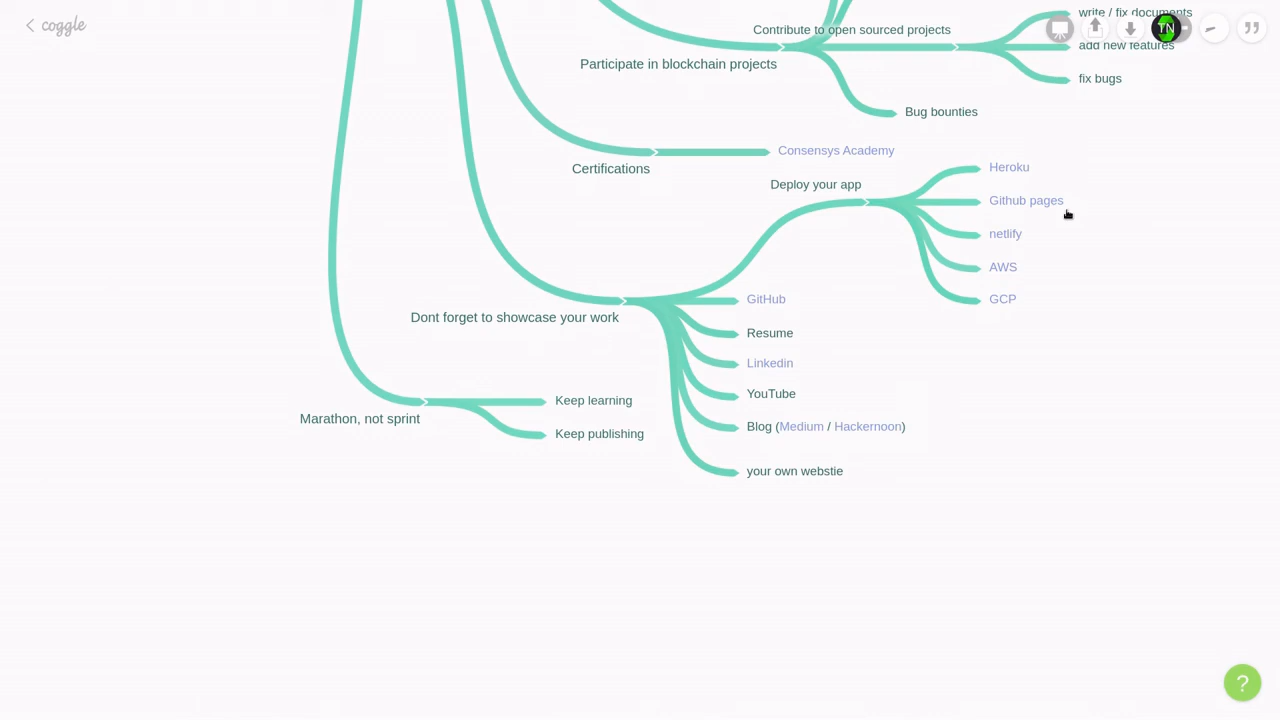 coggle
write / fix documents
Contribute to open sourced projects
TN
add new features
Participate in blockchain projects
fix bugs
Bug bounties
Consensys Academy
Certifications
Heroku
Deploy your app
Github pages
netlify
AWS
GitHub
GCP
Dont forget to showcase your work
Resume
Linkedin
YouTube
Keep learning
Marathon, not sprint
Blog (Medium / Hackernoon)
Keep publishing
your own webstie
?